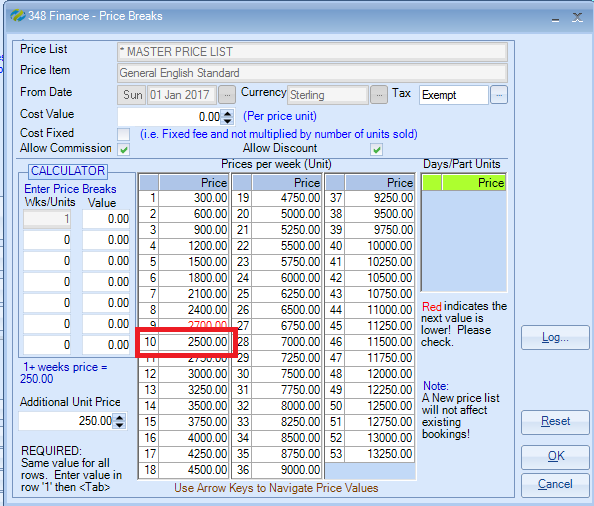 348 Finance - Price Breaks
Price List * MASTER PRICE LIST
Price Item General English Standard
From Date Sun 01 Jan 2017 ... Currency Sterling ... Tax Exempt ...
Cost Value 0.00 (Per price unit)
Cost Fixed (i.e. Fixed fee and not multiplied by number of units sold)
Allow Commission Allow Discount
CALCULATOR
Enter Price Breaks
Wks/Units Value
1 0.00
0 0.00
0 0.00
0 0.00
0 0.00
0 0.00
0 0.00
1+ weeks price =
250.00
Additional Unit Price
250.00
REQUIRED:
Same value for all
rows. Enter value in
row '1' then <Tab>
Prices per week (Unit)
Price Price Price
1 300.00 19 4750.00 37 9250.00
2 600.00 20 5000.00 38 9500.00
3 900.00 21 5250.00 39 9750.00
4 1200.00 22 5500.00 40 10000.00
5 1500.00 23 5750.00 41 10250.00
6 1800.00 24 6000.00 42 10500.00
7 2100.00 25 6250.00 43 10750.00
8 2400.00 26 6500.00 44 11000.00
9 2700.00 27 6750.00 45 11250.00
10 2500.00 28 7000.00 46 11500.00
11 2750.00 29 7250.00 47 11750.00
12 3000.00 30 7500.00 48 12000.00
13 3250.00 31 7750.00 49 12250.00
14 3500.00 32 8000.00 50 12500.00
15 3750.00 33 8250.00 51 12750.00
16 4000.00 34 8500.00 52 13000.00
17 4250.00 35 8750.00 53 13250.00
18 4500.00 36 9000.00
Use Arrow Keys to Navigate Price Values
Days/Part Units
Price
Red indicates the
next value is
lower! Please
check.
Note:
A New price list
will not affect
existing
bookings!
Log...
Reset
OK
Cancel